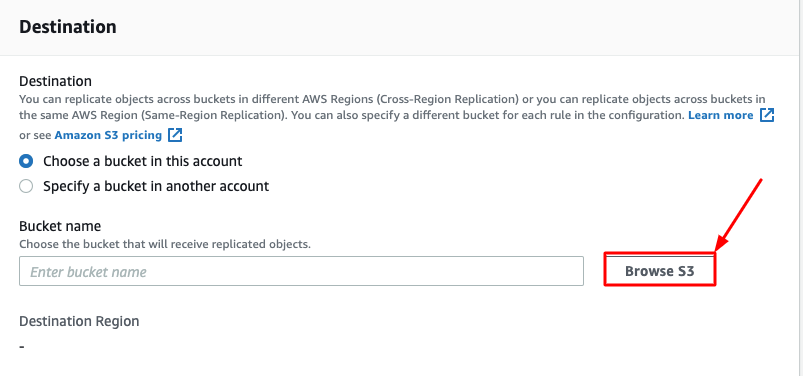 Destination
Destination
You can replicate objects across buckets in different AWS Regions (Cross-Region Replication) or you can replicate objects across buckets in
the same AWS Region (Same-Region Replication). You can also specify a different bucket for each rule in the configuration. Learn more
or see Amazon S3 pricing
Choose a bucket in this account
Specify a bucket in another account
Bucket name
Choose the bucket that will receive replicated objects.
Enter bucket name
Browse S3
Destination Region
-